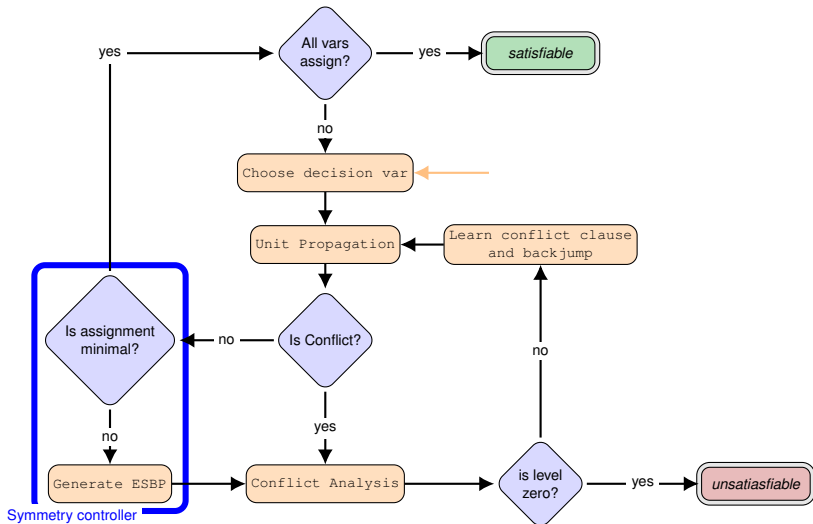 All vars
assign?
yes
satisfiable
yes
no
Choose decision var
Unit Propagation
Learn conflict clause
and backjump
Is assignment
minimal?
no
Is Conflict?
no
no
yes
Generate ESBP
Conflict Analysis
is level
zero?
yes
unsatiasfiable
Symmetry controller